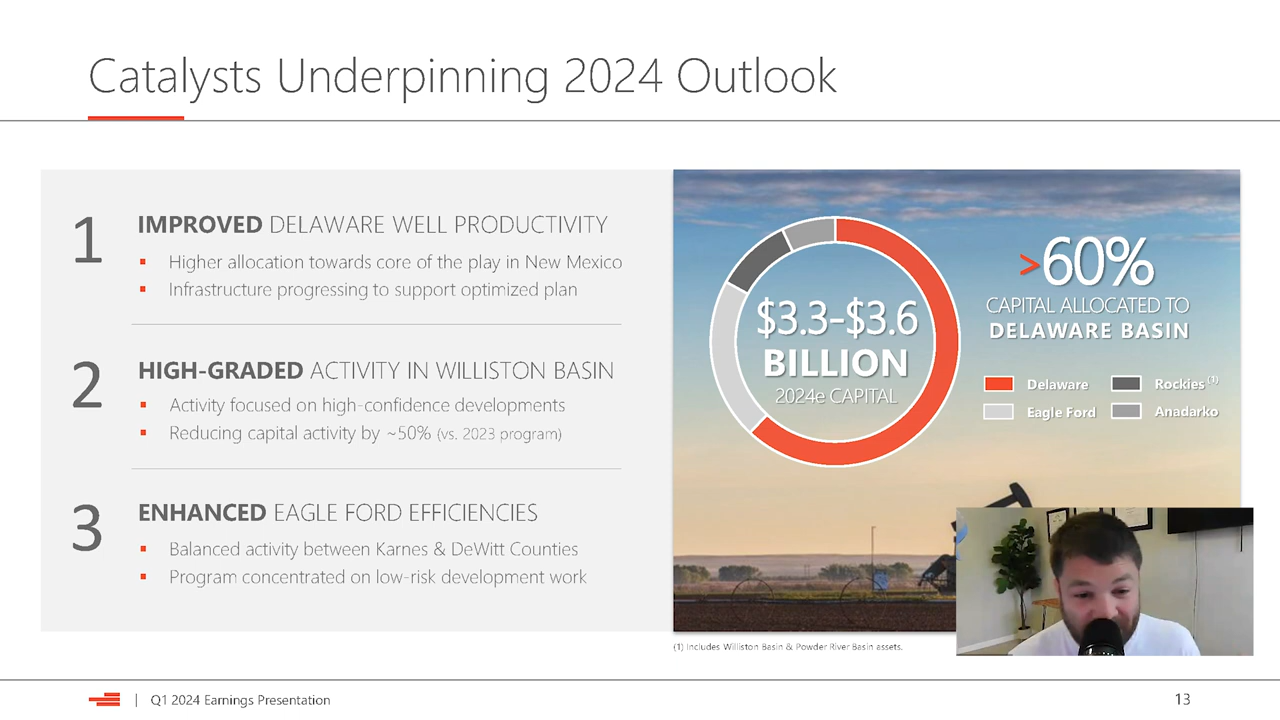 Catalysts Underpinning 2024 Outlook
1
IMPROVED DELAWARE WELL PRODUCTIVITY
Higher allocation towards core of the play in New Mexico
Infrastructure progressing to support optimized plan
2
HIGH-GRADED ACTIVITY IN WILLISTON BASIN
Activity focused on high-confidence developments
Reducing capital activity by ~50% (vs. 2023 program)
3
ENHANCED EAGLE FORD EFFICIENCIES
Balanced activity between Karnes & DeWitt Counties
Program concentrated on low-risk development work
$3.3-$3.6
BILLION
2024e CAPITAL
>60%
CAPITAL ALLOCATED TO
DELAWARE BASIN
Delaware
Rockies (1)
Eagle Ford
Anadarko
(1) Includes Williston Basin & Powder River Basin assets.
| Q1 2024 Earnings Presentation
13